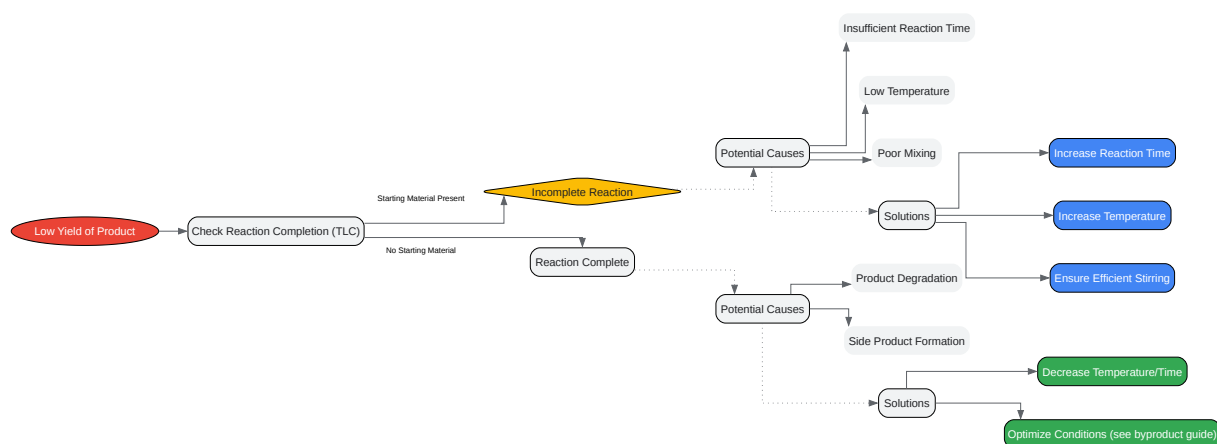 Low Yield of Product
Check Reaction Completion (TLC)
Starting Material Present
No Starting Material
Incomplete Reaction
Reaction Complete
Potential Causes
Insufficient Reaction Time
Low Temperature
Poor Mixing
Solutions
Increase Reaction Time
Increase Temperature
Ensure Efficient Stirring
Potential Causes
Product Degradation
Side Product Formation
Solutions
Decrease Temperature/Time
Optimize Conditions (see byproduct guide)